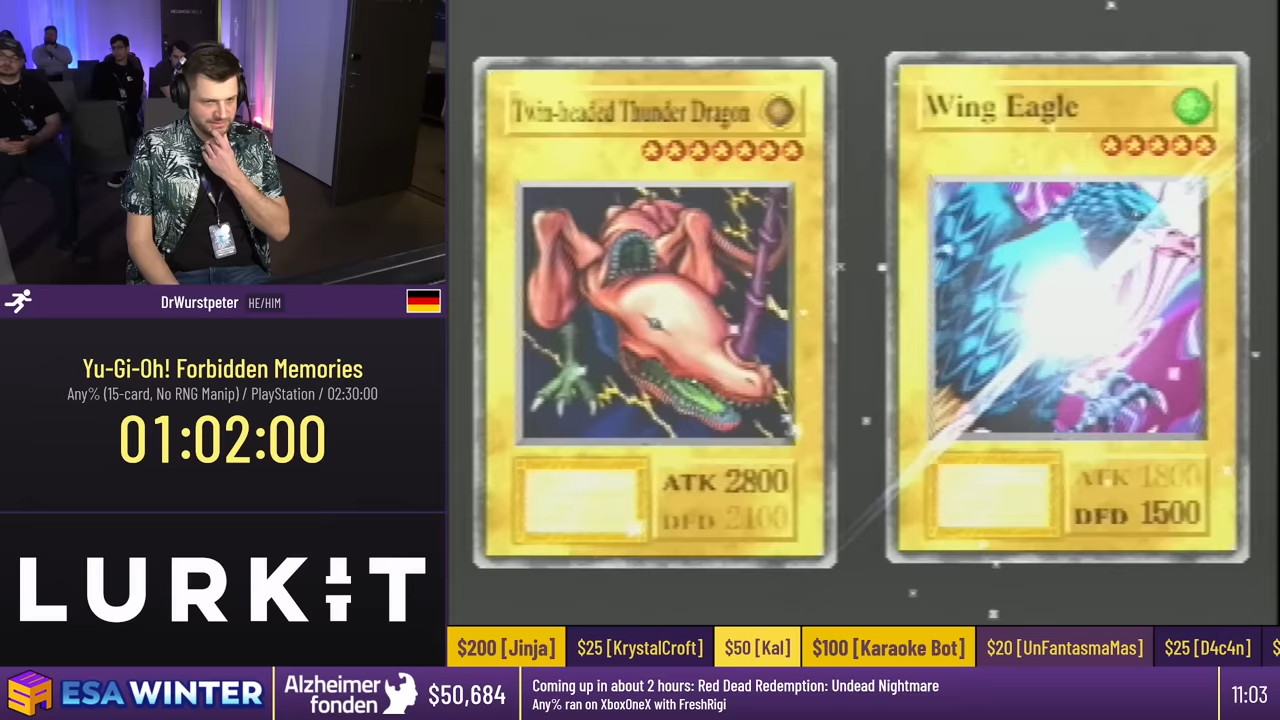 Twin-headed Thunder Dragon
ATK 2800
DFD 2400
Wing Eagle
ATK 1800
DFD 1500
DrWurstpeter HE/HIM
Yu-Gi-Oh! Forbidden Memories
Any% (15-card, No RNG Manip) / PlayStation / 02:30:00
01:02:00
LURKIT
$200 [Jinja] $25 [KrystalCroft] $50 [Kal] $100 [Karaoke Bot] $20 [UnFantasmaMas] $25 [D4c4n] $
ESA WINTER
Alzheimer
fonden
$50,684
Coming up in about 2 hours: Red Dead Redemption: Undead Nightmare
Any% ran on XboxOneX with FreshRigi
11:03